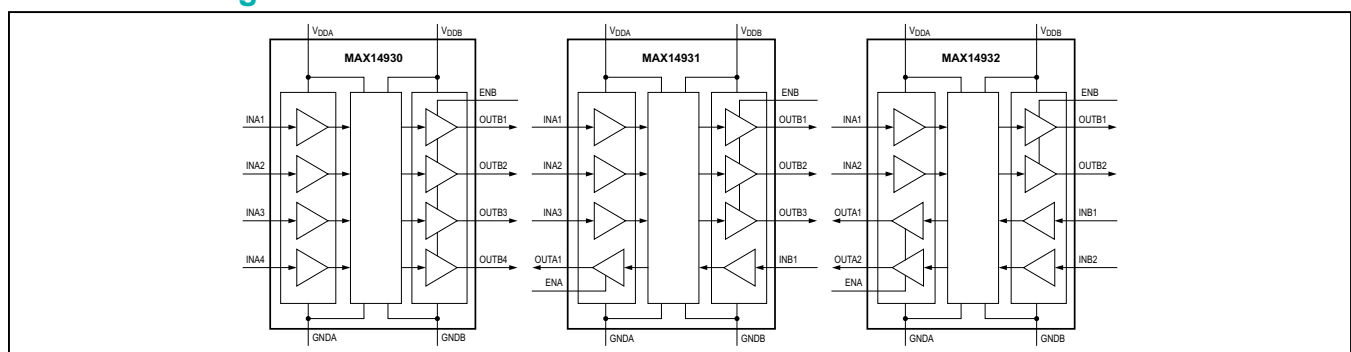 VDDA VDDB
MAX14930
ENB
INA1 OUTB1
INA2 OUTB2
INA3 OUTB3
INA4 OUTB4
GNDA GNDB
VDDA VDDB
MAX14931
ENB
INA1 OUTB1
INA2 OUTB2
INA3 OUTB3
OUTA1 INB1
ENA
GNDA GNDB
VDDA VDDB
MAX14932
ENB
INA1 OUTB1
INA2 OUTB2
OUTA1 INB1
OUTA2 INB2
ENA
GNDA GNDB